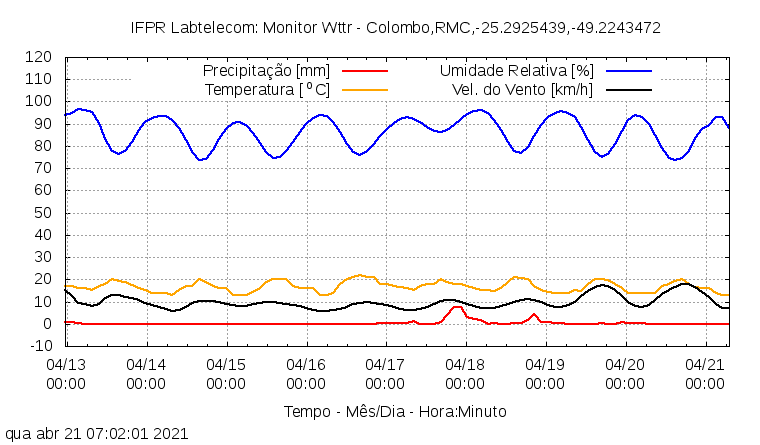 IFPR Labtelecom: Monitor Wttr - Colombo,RMC,-25.2925439,-49.2243472
Precipitação [mm] Umidade Relativa [%]
Temperatura [⁰C] Vel. do Vento [km/h]
120
110
100
90
80
70
60
50
40
30
20
10
0
-10
04/13 04/14 04/15 04/16 04/17 04/18 04/19 04/20 04/21
00:00 00:00 00:00 00:00 00:00 00:00 00:00 00:00 00:00
Tempo - Mês/Dia - Hora:Minuto
qua abr 21 07:02:01 2021